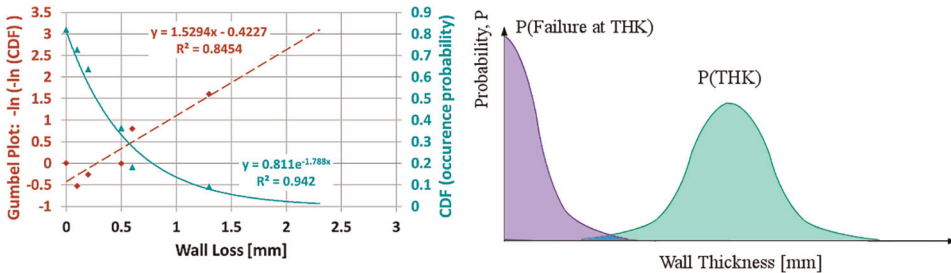 Gumbel Plot: -ln (-ln (CDF) )
3.5
3
2.5
2
1.5
1
0.5
0
-0.5
-1
y = 1.5294x - 0.4227
R² = 0.8454
y = 0.811e^-1.788x
R² = 0.942
0.9
0.8
0.7
0.6
0.5
0.4
0.3
0.2
0.1
0
CDF (occurence probability)
0 0.5 1 1.5 2 2.5 3
Wall Loss [mm]
Probability, P
P(Failure at THK)
P(THK)
Wall Thickness [mm]